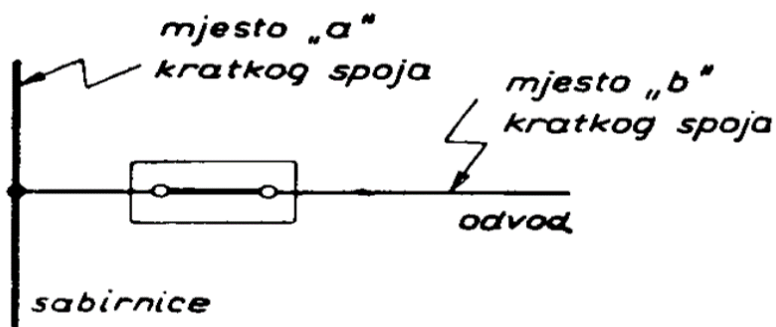 mjesto „a“
kratkog spoja
mjesto „b“
kratkog spoja
odvod
sabirnice